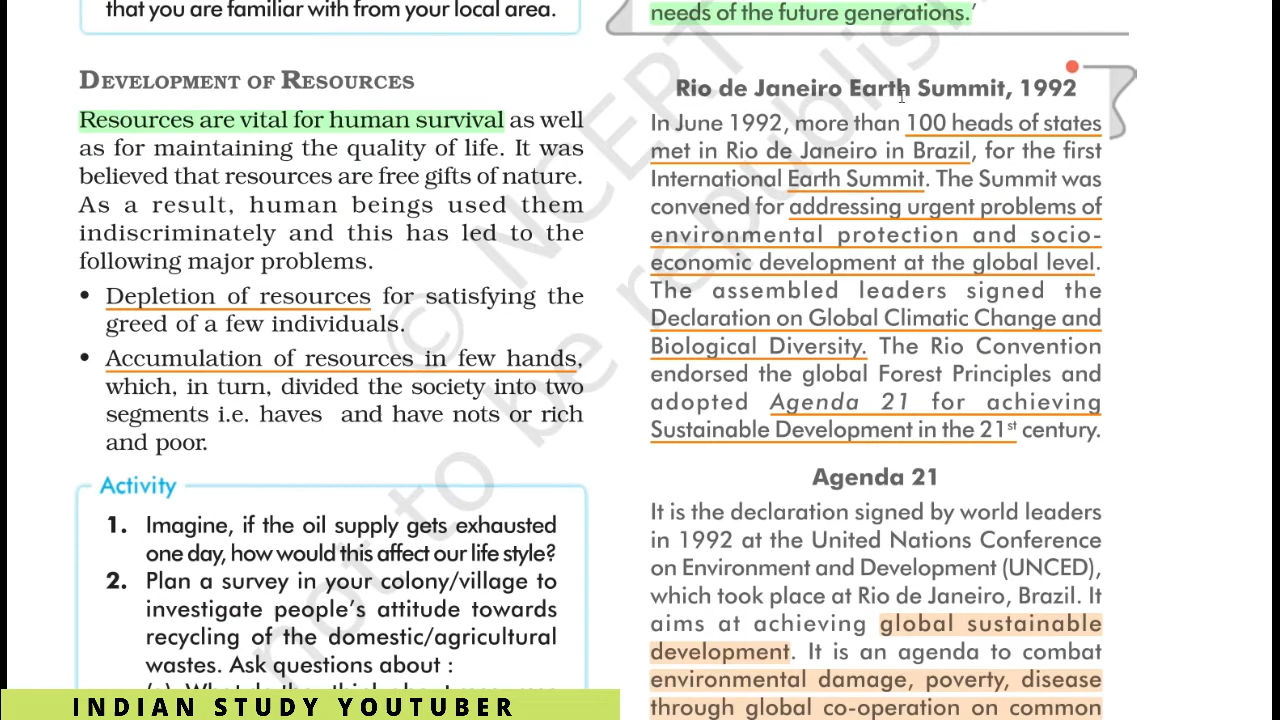 that you are familiar with from your local area.
DEVELOPMENT OF RESOURCES
Resources are vital for human survival as well
as for maintaining the quality of life. It was
believed that resources are free gifts of nature.
As a result, human beings used them
indiscriminately and this has led to the
following major problems.
• Depletion of resources for satisfying the
greed of a few individuals.
• Accumulation of resources in few hands,
which, in turn, divided the society into two
segments i.e. haves and have nots or rich
and poor.
Activity
1. Imagine, if the oil supply gets exhausted
one day, how would this affect our life style?
2. Plan a survey in your colony/village to
investigate people's attitude towards
recycling of the domestic/agricultural
wastes. Ask questions about :
needs of the future generations.'
Rio de Janeiro Earth Summit, 1992
In June 1992, more than 100 heads of states
met in Rio de Janeiro in Brazil, for the first
International Earth Summit. The Summit was
convened for addressing urgent problems of
environmental protection and socio-
economic development at the global level.
The assembled leaders signed the
Declaration on Global Climatic Change and
Biological Diversity. The Rio Convention
endorsed the global Forest Principles and
adopted Agenda 21 for achieving
Sustainable Development in the 21st century.
Agenda 21
It is the declaration signed by world leaders
in 1992 at the United Nations Conference
on Environment and Development (UNCED),
which took place at Rio de Janeiro, Brazil. It
aims at achieving global sustainable
development. It is an agenda to combat
environmental damage, poverty, disease
through global co-operation on common
© NCERT
not to be republish
INDIAN STUDY YOUTUBER